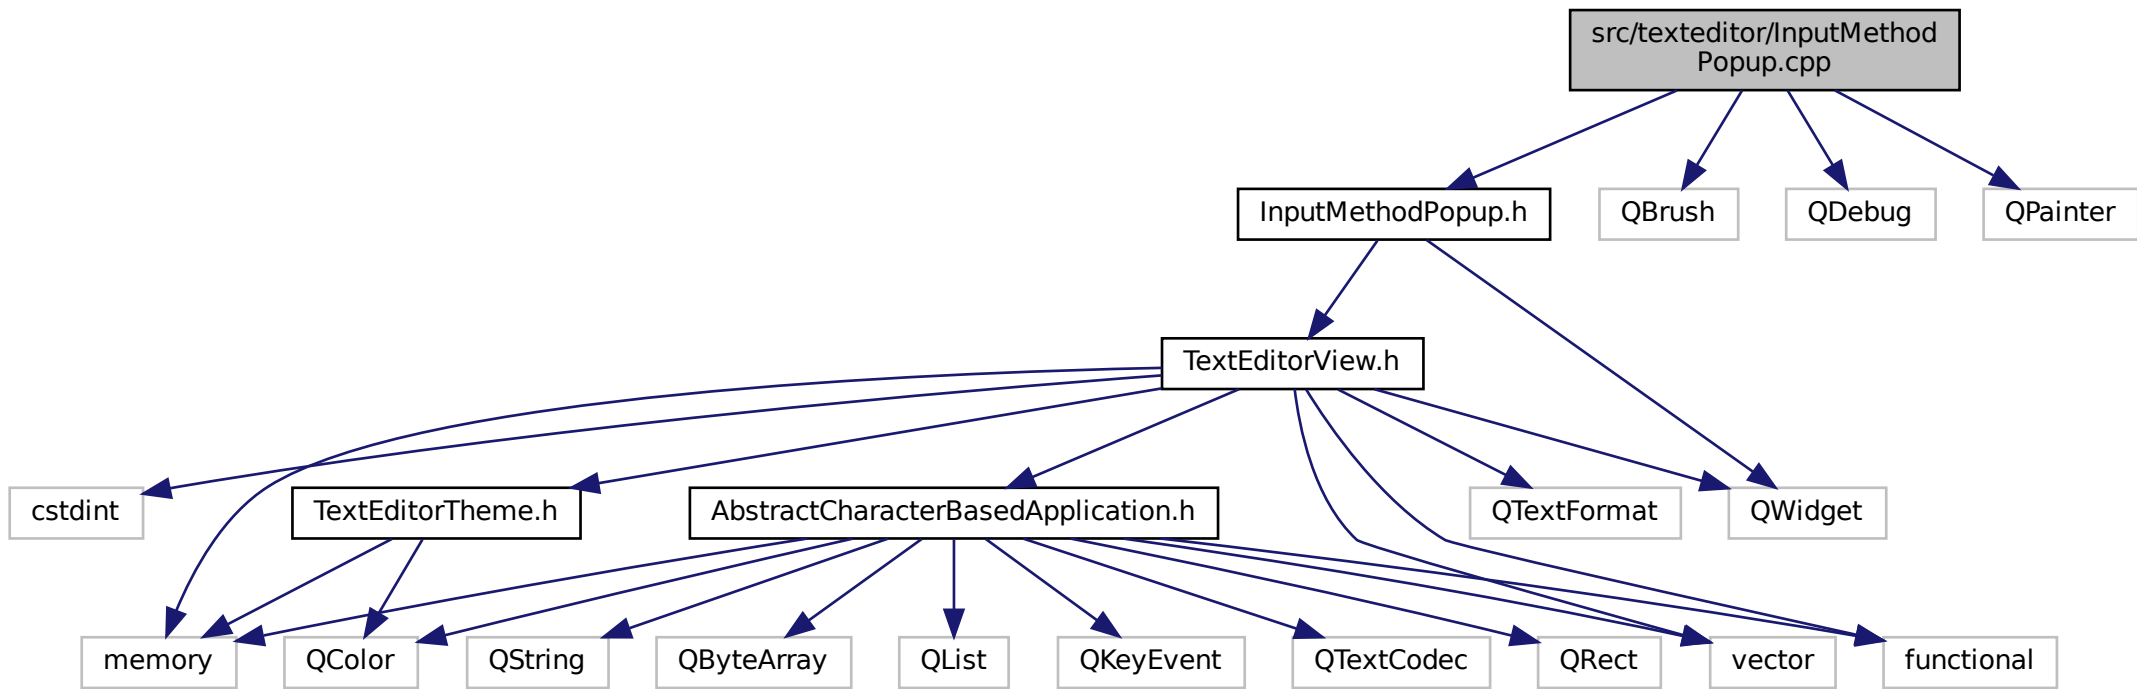 src/texteditor/InputMethod
Popup.cpp
InputMethodPopup.h
QBrush
QDebug
QPainter
TextEditorView.h
cstdint
TextEditorTheme.h
AbstractCharacterBasedApplication.h
QTextFormat
QWidget
memory
QColor
QString
QByteArray
QList
QKeyEvent
QTextCodec
QRect
vector
functional